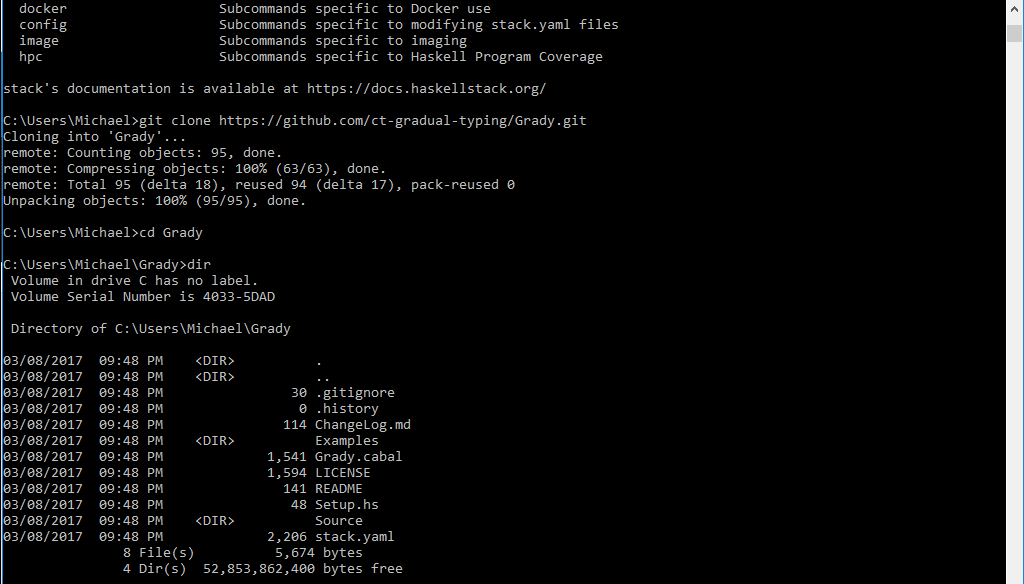 docker Subcommands specific to Docker use
config Subcommands specific to modifying stack.yaml files
image Subcommands specific to imaging
hpc Subcommands specific to Haskell Program Coverage
stack's documentation is available at https://docs.haskellstack.org/
C:\Users\Michael>git clone https://github.com/ct-gradual-typing/Grady.git
Cloning into 'Grady'...
remote: Counting objects: 95, done.
remote: Compressing objects: 100% (63/63), done.
remote: Total 95 (delta 18), reused 94 (delta 17), pack-reused 0
Unpacking objects: 100% (95/95), done.
C:\Users\Michael>cd Grady
C:\Users\Michael\Grady>dir
Volume in drive C has no label.
Volume Serial Number is 4033-5DAD
Directory of C:\Users\Michael\Grady
03/08/2017 09:48 PM <DIR> .
03/08/2017 09:48 PM <DIR> ..
03/08/2017 09:48 PM 30 .gitignore
03/08/2017 09:48 PM 0 .history
03/08/2017 09:48 PM 114 ChangeLog.md
03/08/2017 09:48 PM <DIR> Examples
03/08/2017 09:48 PM 1,541 Grady.cabal
03/08/2017 09:48 PM 1,594 LICENSE
03/08/2017 09:48 PM 141 README
03/08/2017 09:48 PM 48 Setup.hs
03/08/2017 09:48 PM <DIR> Source
03/08/2017 09:48 PM 2,206 stack.yaml
8 File(s) 5,674 bytes
4 Dir(s) 52,853,862,400 bytes free